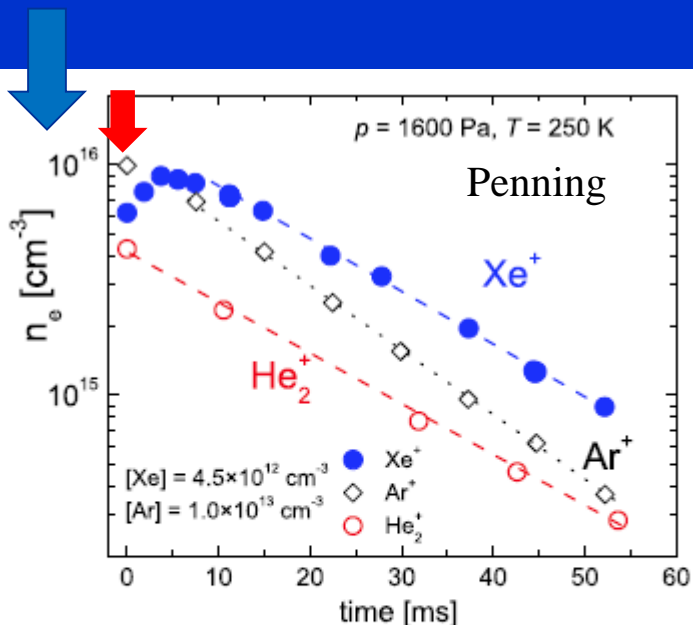 p = 1600 Pa, T = 250 K
Penning
Xe⁺
He₂⁺
Ar⁺
[Xe] = 4.5×10¹² cm⁻³
[Ar] = 1.0×10¹³ cm⁻³
Xe⁺
Ar⁺
He₂⁺
nₑ [cm⁻³]
10¹⁶
10¹⁵
0 10 20 30 40 50 60
time [ms]